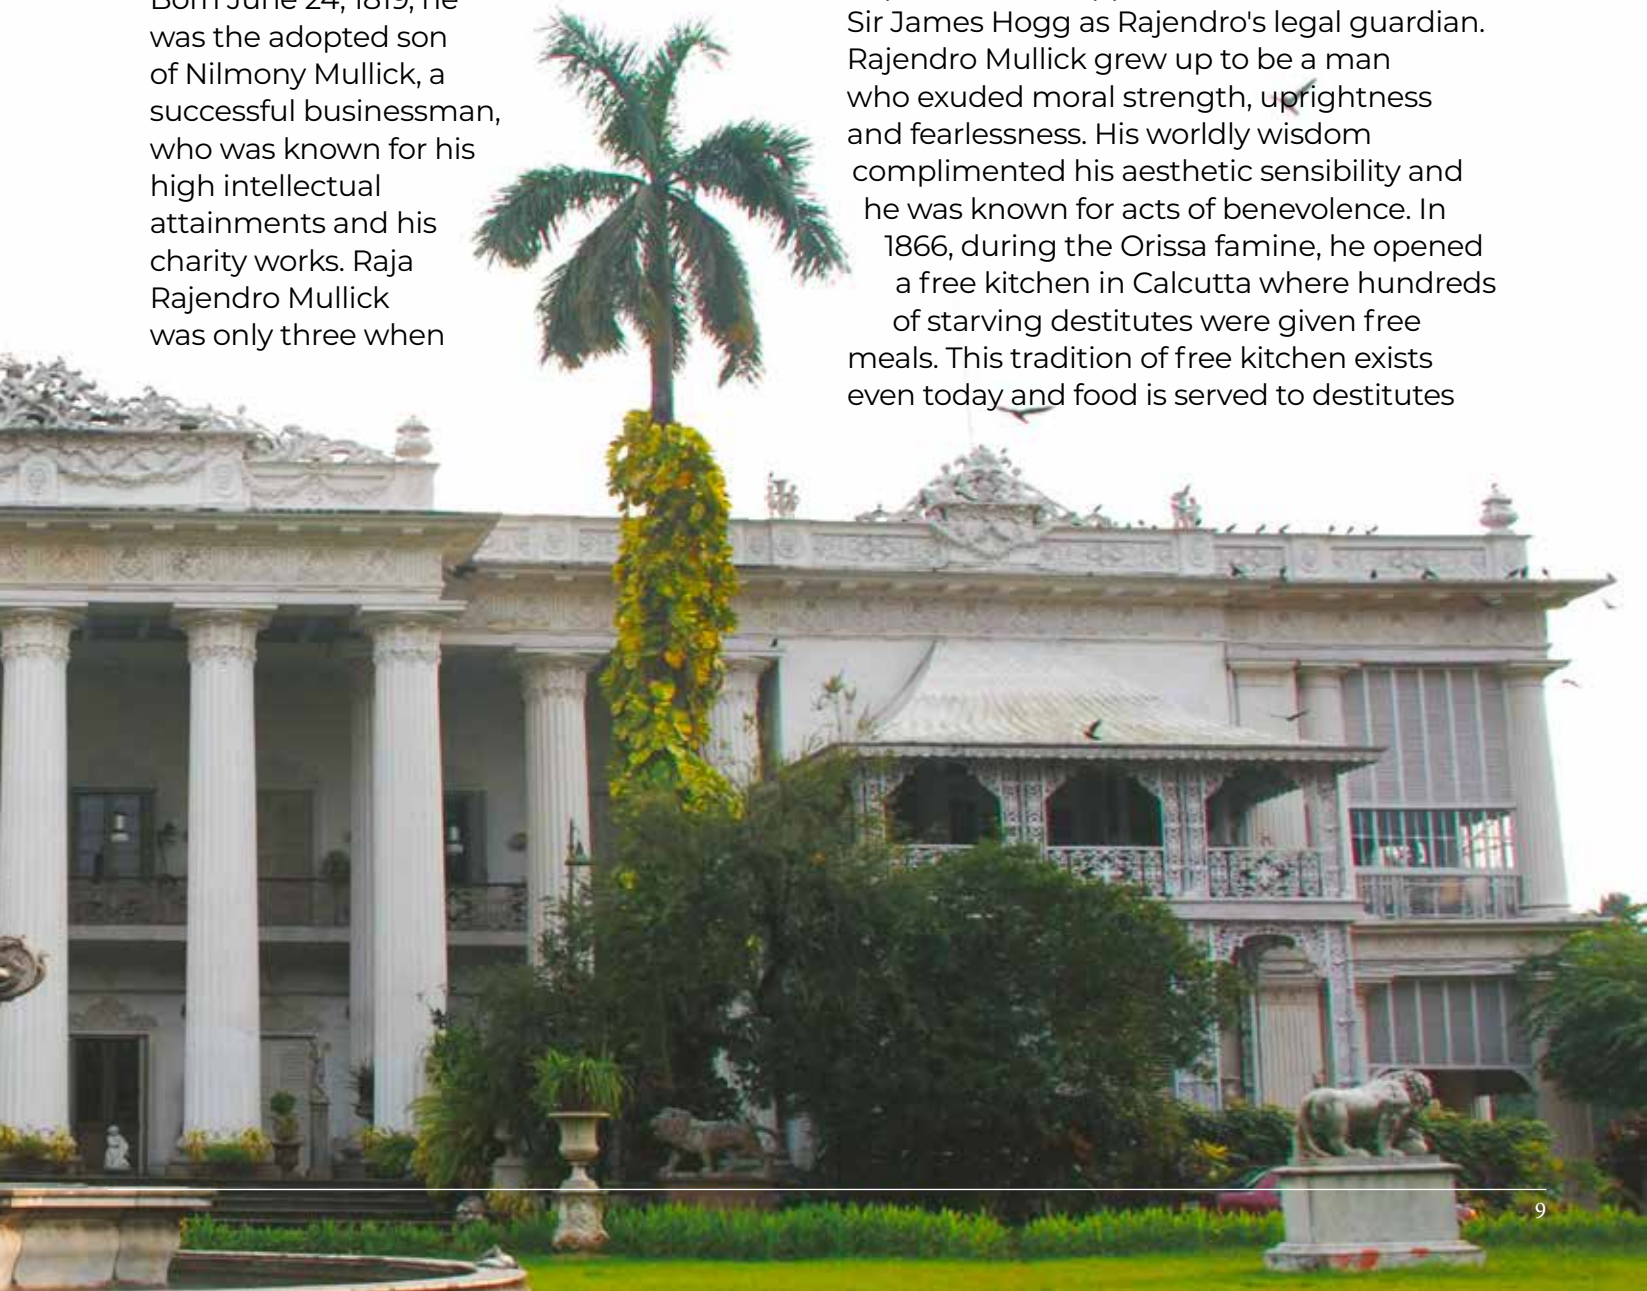 Born June 24, 1819, he
was the adopted son
of Nilmony Mullick, a
successful businessman,
who was known for his
high intellectual
attainments and his
charity works. Raja
Rajendro Mullick
was only three when
Sir James Hogg as Rajendro's legal guardian.
Rajendro Mullick grew up to be a man
who exuded moral strength, uprightness
and fearlessness. His worldly wisdom
complimented his aesthetic sensibility and
he was known for acts of benevolence. In
1866, during the Orissa famine, he opened
a free kitchen in Calcutta where hundreds
of starving destitutes were given free
meals. This tradition of free kitchen exists
even today and food is served to destitutes
9